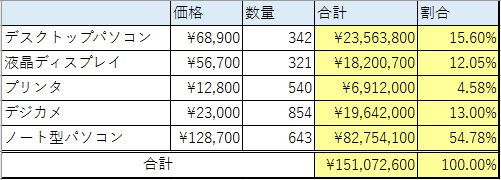 価格 数量 合計 割合
デスクトップパソコン ¥68,900 342 ¥23,563,800 15.60%
液晶ディスプレイ ¥56,700 321 ¥18,200,700 12.05%
プリンタ ¥12,800 540 ¥6,912,000 4.58%
デジカメ ¥23,000 854 ¥19,642,000 13.00%
ノート型パソコン ¥128,700 643 ¥82,754,100 54.78%
合計 ¥151,072,600 100.00%